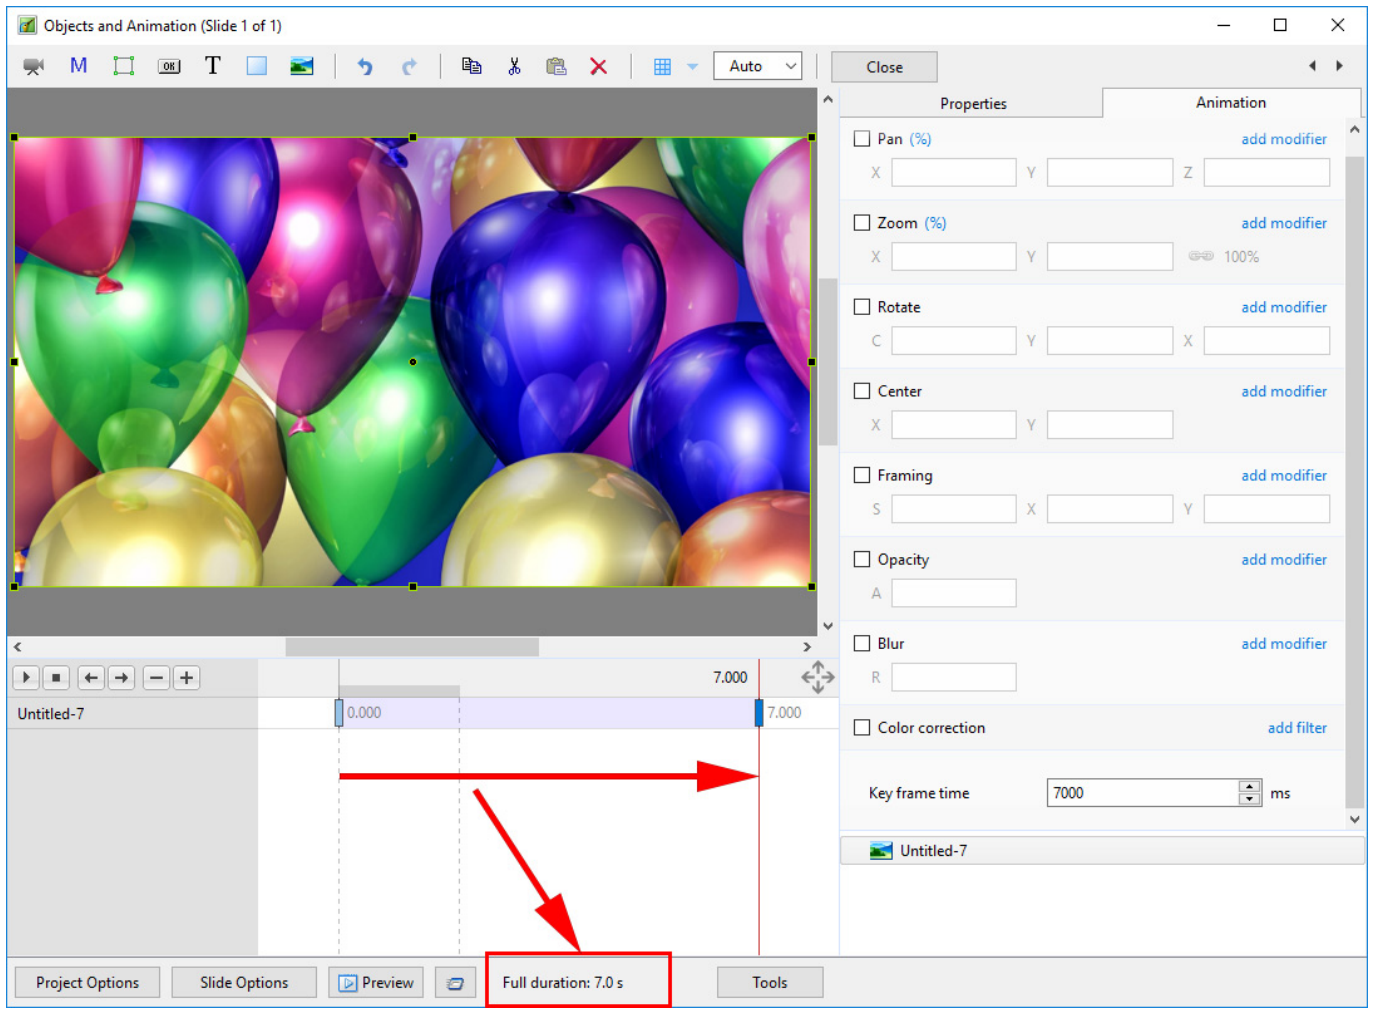 Objects and Animation (Slide 1 of 1)
M OK T Auto Close
Properties Animation
Pan (%) add modifier
X Y Z
Zoom (%) add modifier
X Y 100%
Rotate add modifier
C Y X
Center add modifier
X Y
Framing add modifier
S X Y
Opacity add modifier
A
Blur add modifier
R
7.000
Untitled-7 0.000 7.000
Color correction add filter
Key frame time 7000 ms
Untitled-7
Project Options Slide Options Preview Full duration: 7.0 s Tools